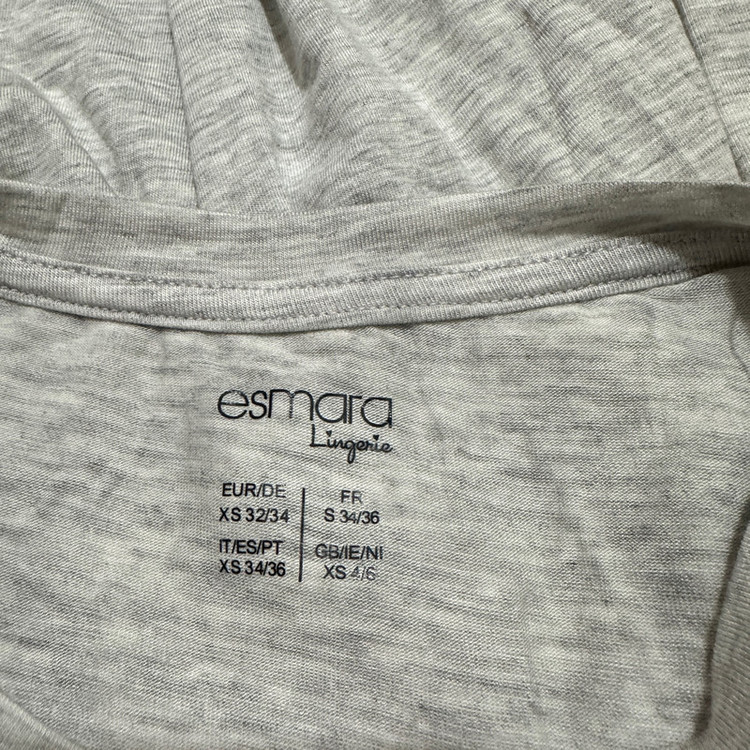 esmara
Lingerie
EUR/DE
XS 32/34
FR
S 34/36
IT/ES/PT
XS 34/36
GB/IE/NI
XS 4/6